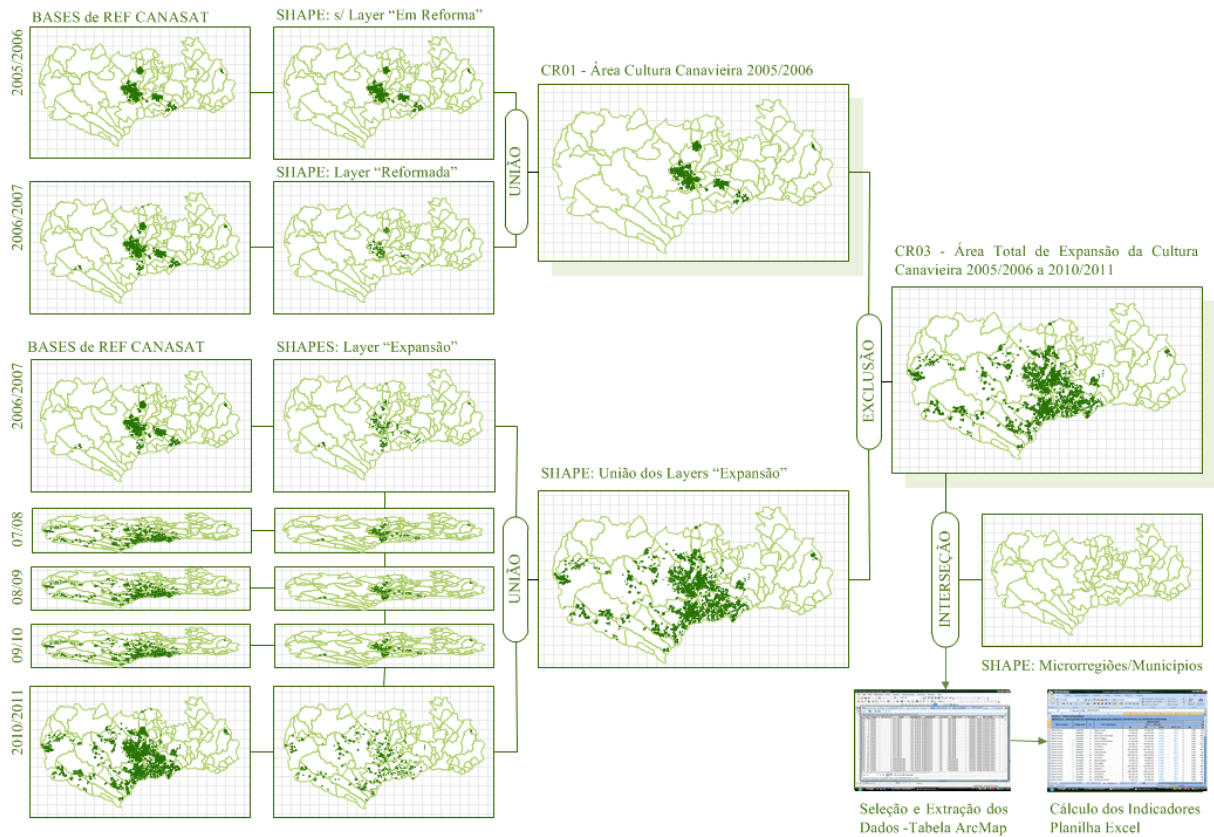 BASES de REF CANASAT
SHAPE: s/ Layer “Em Reforma”
2005/2006
CR01 - Área Cultura Canavieira 2005/2006
UNIÃO
SHAPE: Layer “Reformada”
2006/2007
CR03 - Área Total de Expansão da Cultura
Canavieira 2005/2006 a 2010/2011
EXCLUSÃO
BASES de REF CANASAT
SHAPES: Layer “Expansão”
2006/2007
SHAPE: União dos Layers “Expansão”
07/08
08/09
09/10
2010/2011
UNIÃO
INTERSEÇÃO
SHAPE: Microrregiões/Municípios
Seleção e Extração dos
Dados -Tabela ArcMap
Cálculo dos Indicadores
Planilha Excel